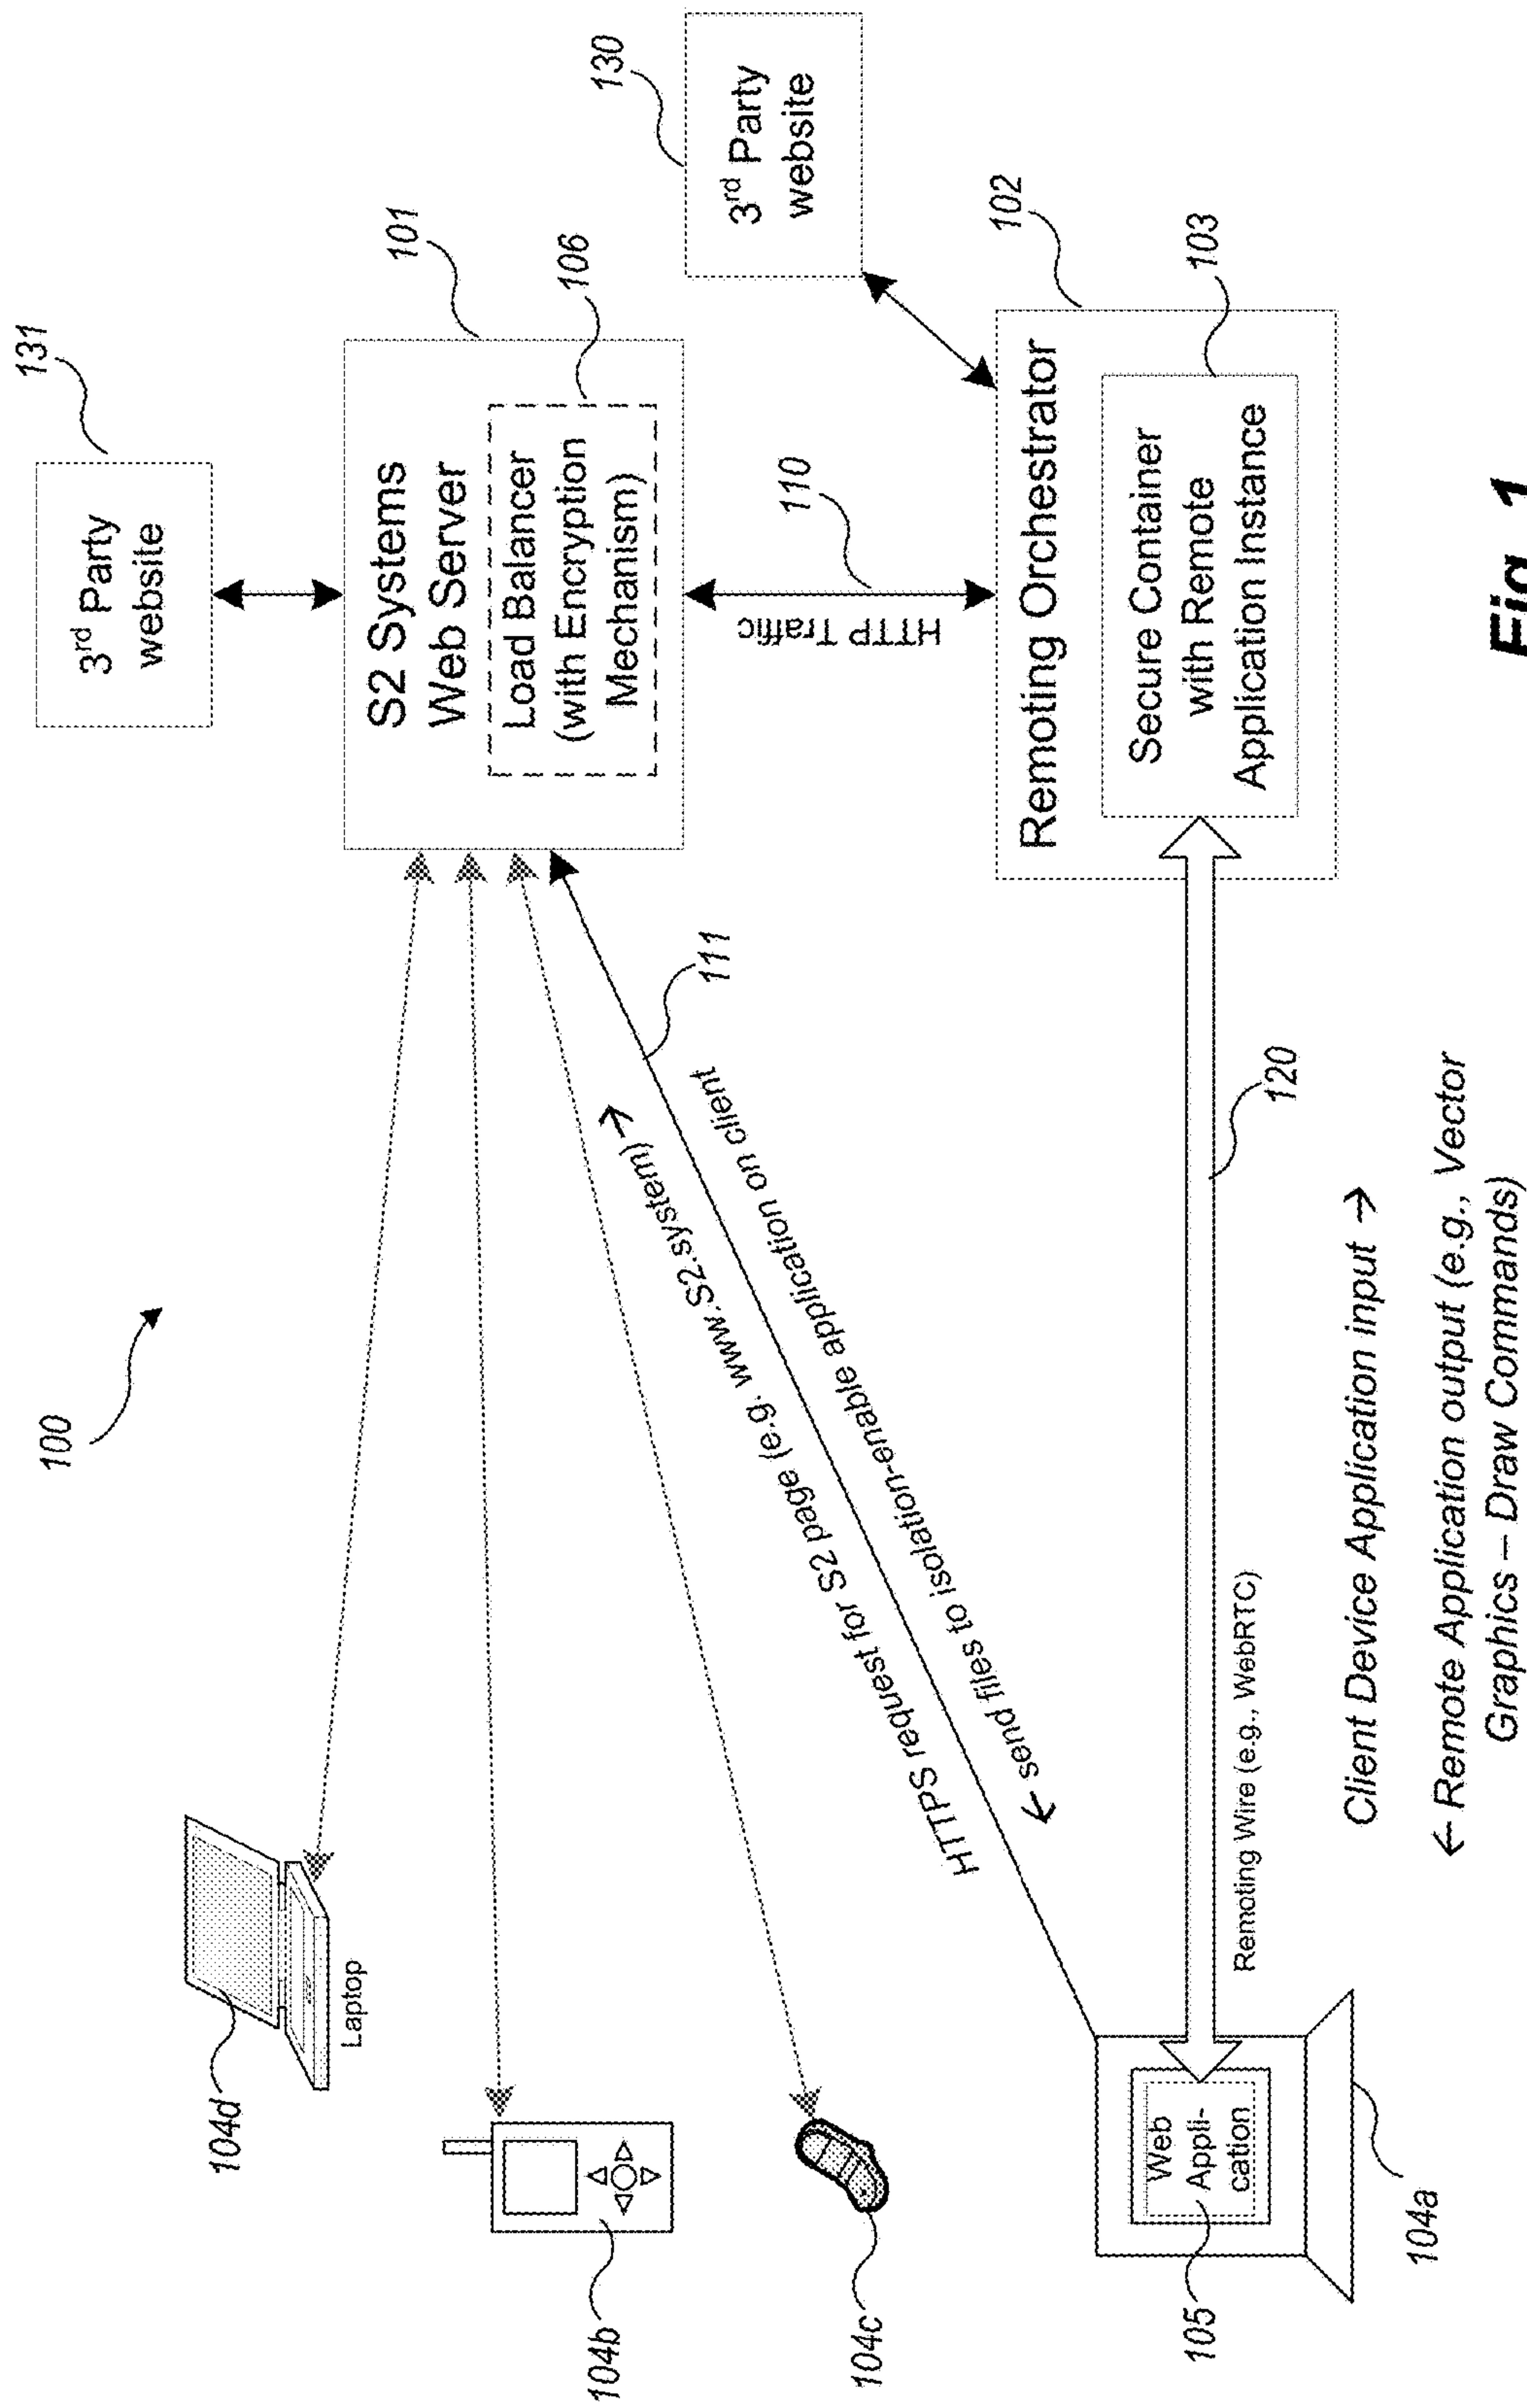 100
131
3rd Party
website
101
S2 Systems
Web Server
106
Load Balancer
(with Encryption
Mechanism)
130
3rd Party
website
110
HTTP Traffic
102
Remoting Orchestrator
103
Secure Container
with Remote
Application Instance
104d
Laptop
104b
104c
111
HTTPS request for S2 page (e.g. www.S2.system) →
← send files to isolation-enable application on client
105
Web
Appli-
cation
104a
120
Remoting Wire (e.g., WebRTC)
Client Device Application input →
← Remote Application output (e.g., Vector
Graphics – Draw Commands)
Fig. 1